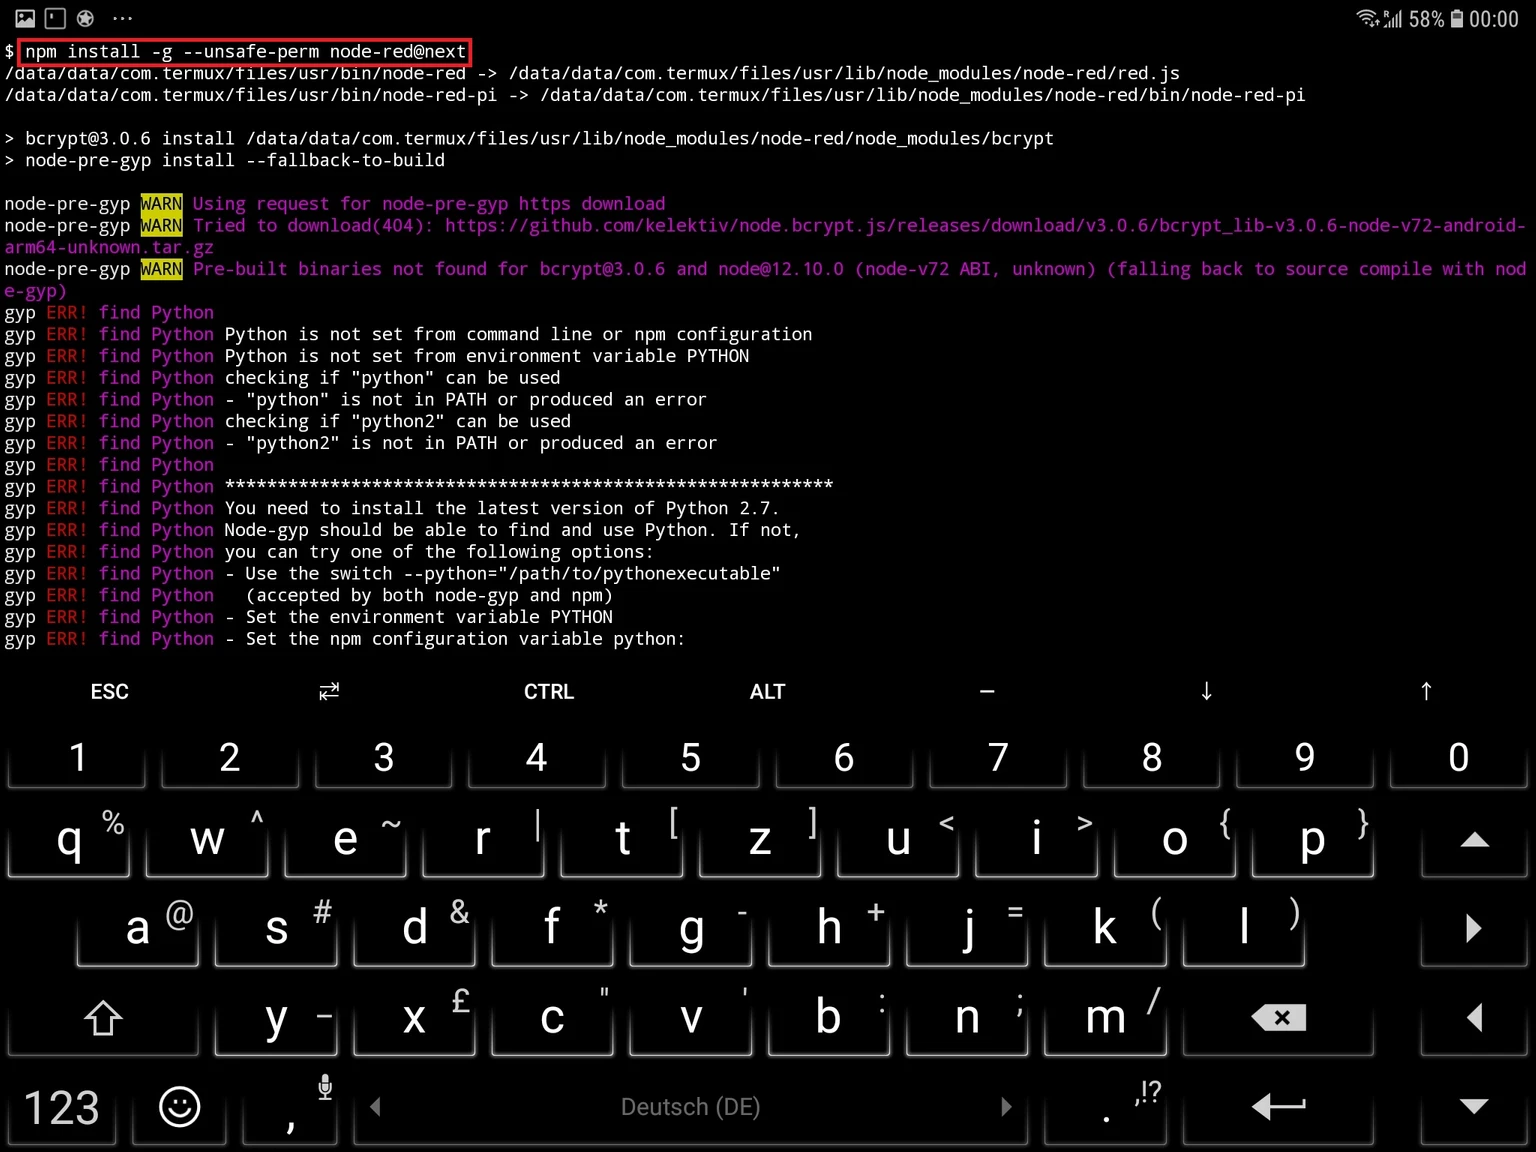 58% 00:00
$ npm install -g --unsafe-perm node-red@next
/data/data/com.termux/files/usr/bin/node-red -> /data/data/com.termux/files/usr/lib/node_modules/node-red/red.js
/data/data/com.termux/files/usr/bin/node-red-pi -> /data/data/com.termux/files/usr/lib/node_modules/node-red/bin/node-red-pi
> bcrypt@3.0.6 install /data/data/com.termux/files/usr/lib/node_modules/node-red/node_modules/bcrypt
> node-pre-gyp install --fallback-to-build
node-pre-gyp WARN Using request for node-pre-gyp https download
node-pre-gyp WARN Tried to download(404): https://github.com/kelektiv/node.bcrypt.js/releases/download/v3.0.6/bcrypt_lib-v3.0.6-node-v72-android-
arm64-unknown.tar.gz
node-pre-gyp WARN Pre-built binaries not found for bcrypt@3.0.6 and node@12.10.0 (node-v72 ABI, unknown) (falling back to source compile with nod
e-gyp)
gyp ERR! find Python
gyp ERR! find Python Python is not set from command line or npm configuration
gyp ERR! find Python Python is not set from environment variable PYTHON
gyp ERR! find Python checking if "python" can be used
gyp ERR! find Python - "python" is not in PATH or produced an error
gyp ERR! find Python checking if "python2" can be used
gyp ERR! find Python - "python2" is not in PATH or produced an error
gyp ERR! find Python
gyp ERR! find Python **********************************************************
gyp ERR! find Python You need to install the latest version of Python 2.7.
gyp ERR! find Python Node-gyp should be able to find and use Python. If not,
gyp ERR! find Python you can try one of the following options:
gyp ERR! find Python - Use the switch --python="/path/to/pythonexecutable"
gyp ERR! find Python   (accepted by both node-gyp and npm)
gyp ERR! find Python - Set the environment variable PYTHON
gyp ERR! find Python - Set the npm configuration variable python:
ESC ⇄ CTRL ALT – ↓ ↑
1 2 3 4 5 6 7 8 9 0
q % w ^ e ~ r | t [ z ] u < i > o { p }
a @ s # d & f * g - h + j = k ( l )
y _ x £ c " v ' b : n ; m /
123 , Deutsch (DE) . ,!?